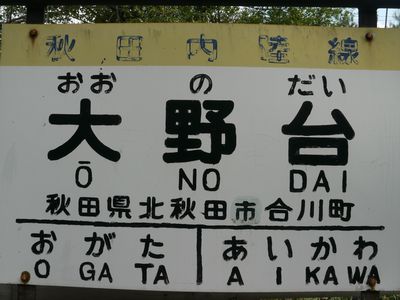 秋田内陸線
おお の だい
大 野 台
Ō NO DAI
秋田県北秋田市合川町
おがた あいかわ
O GA TA A I KAWA